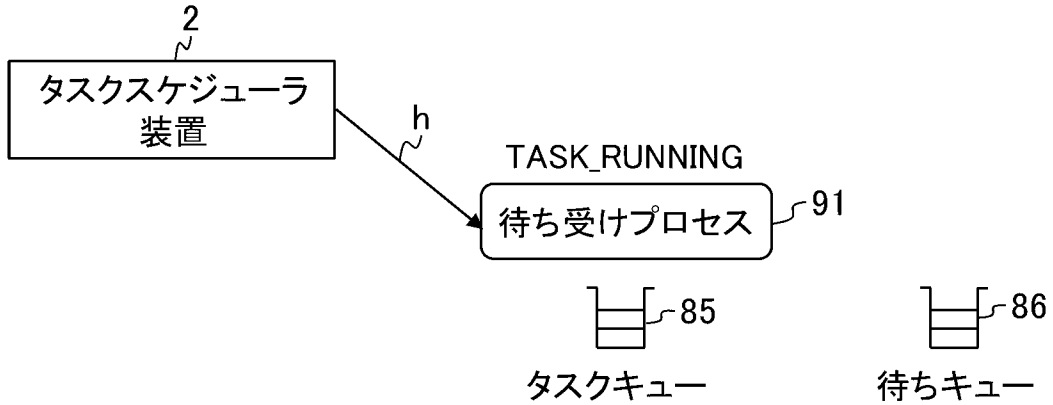 2
タスクスケジューラ
装置
h
TASK_RUNNING
待ち受けプロセス
91
85
86
タスクキュー
待ちキュー